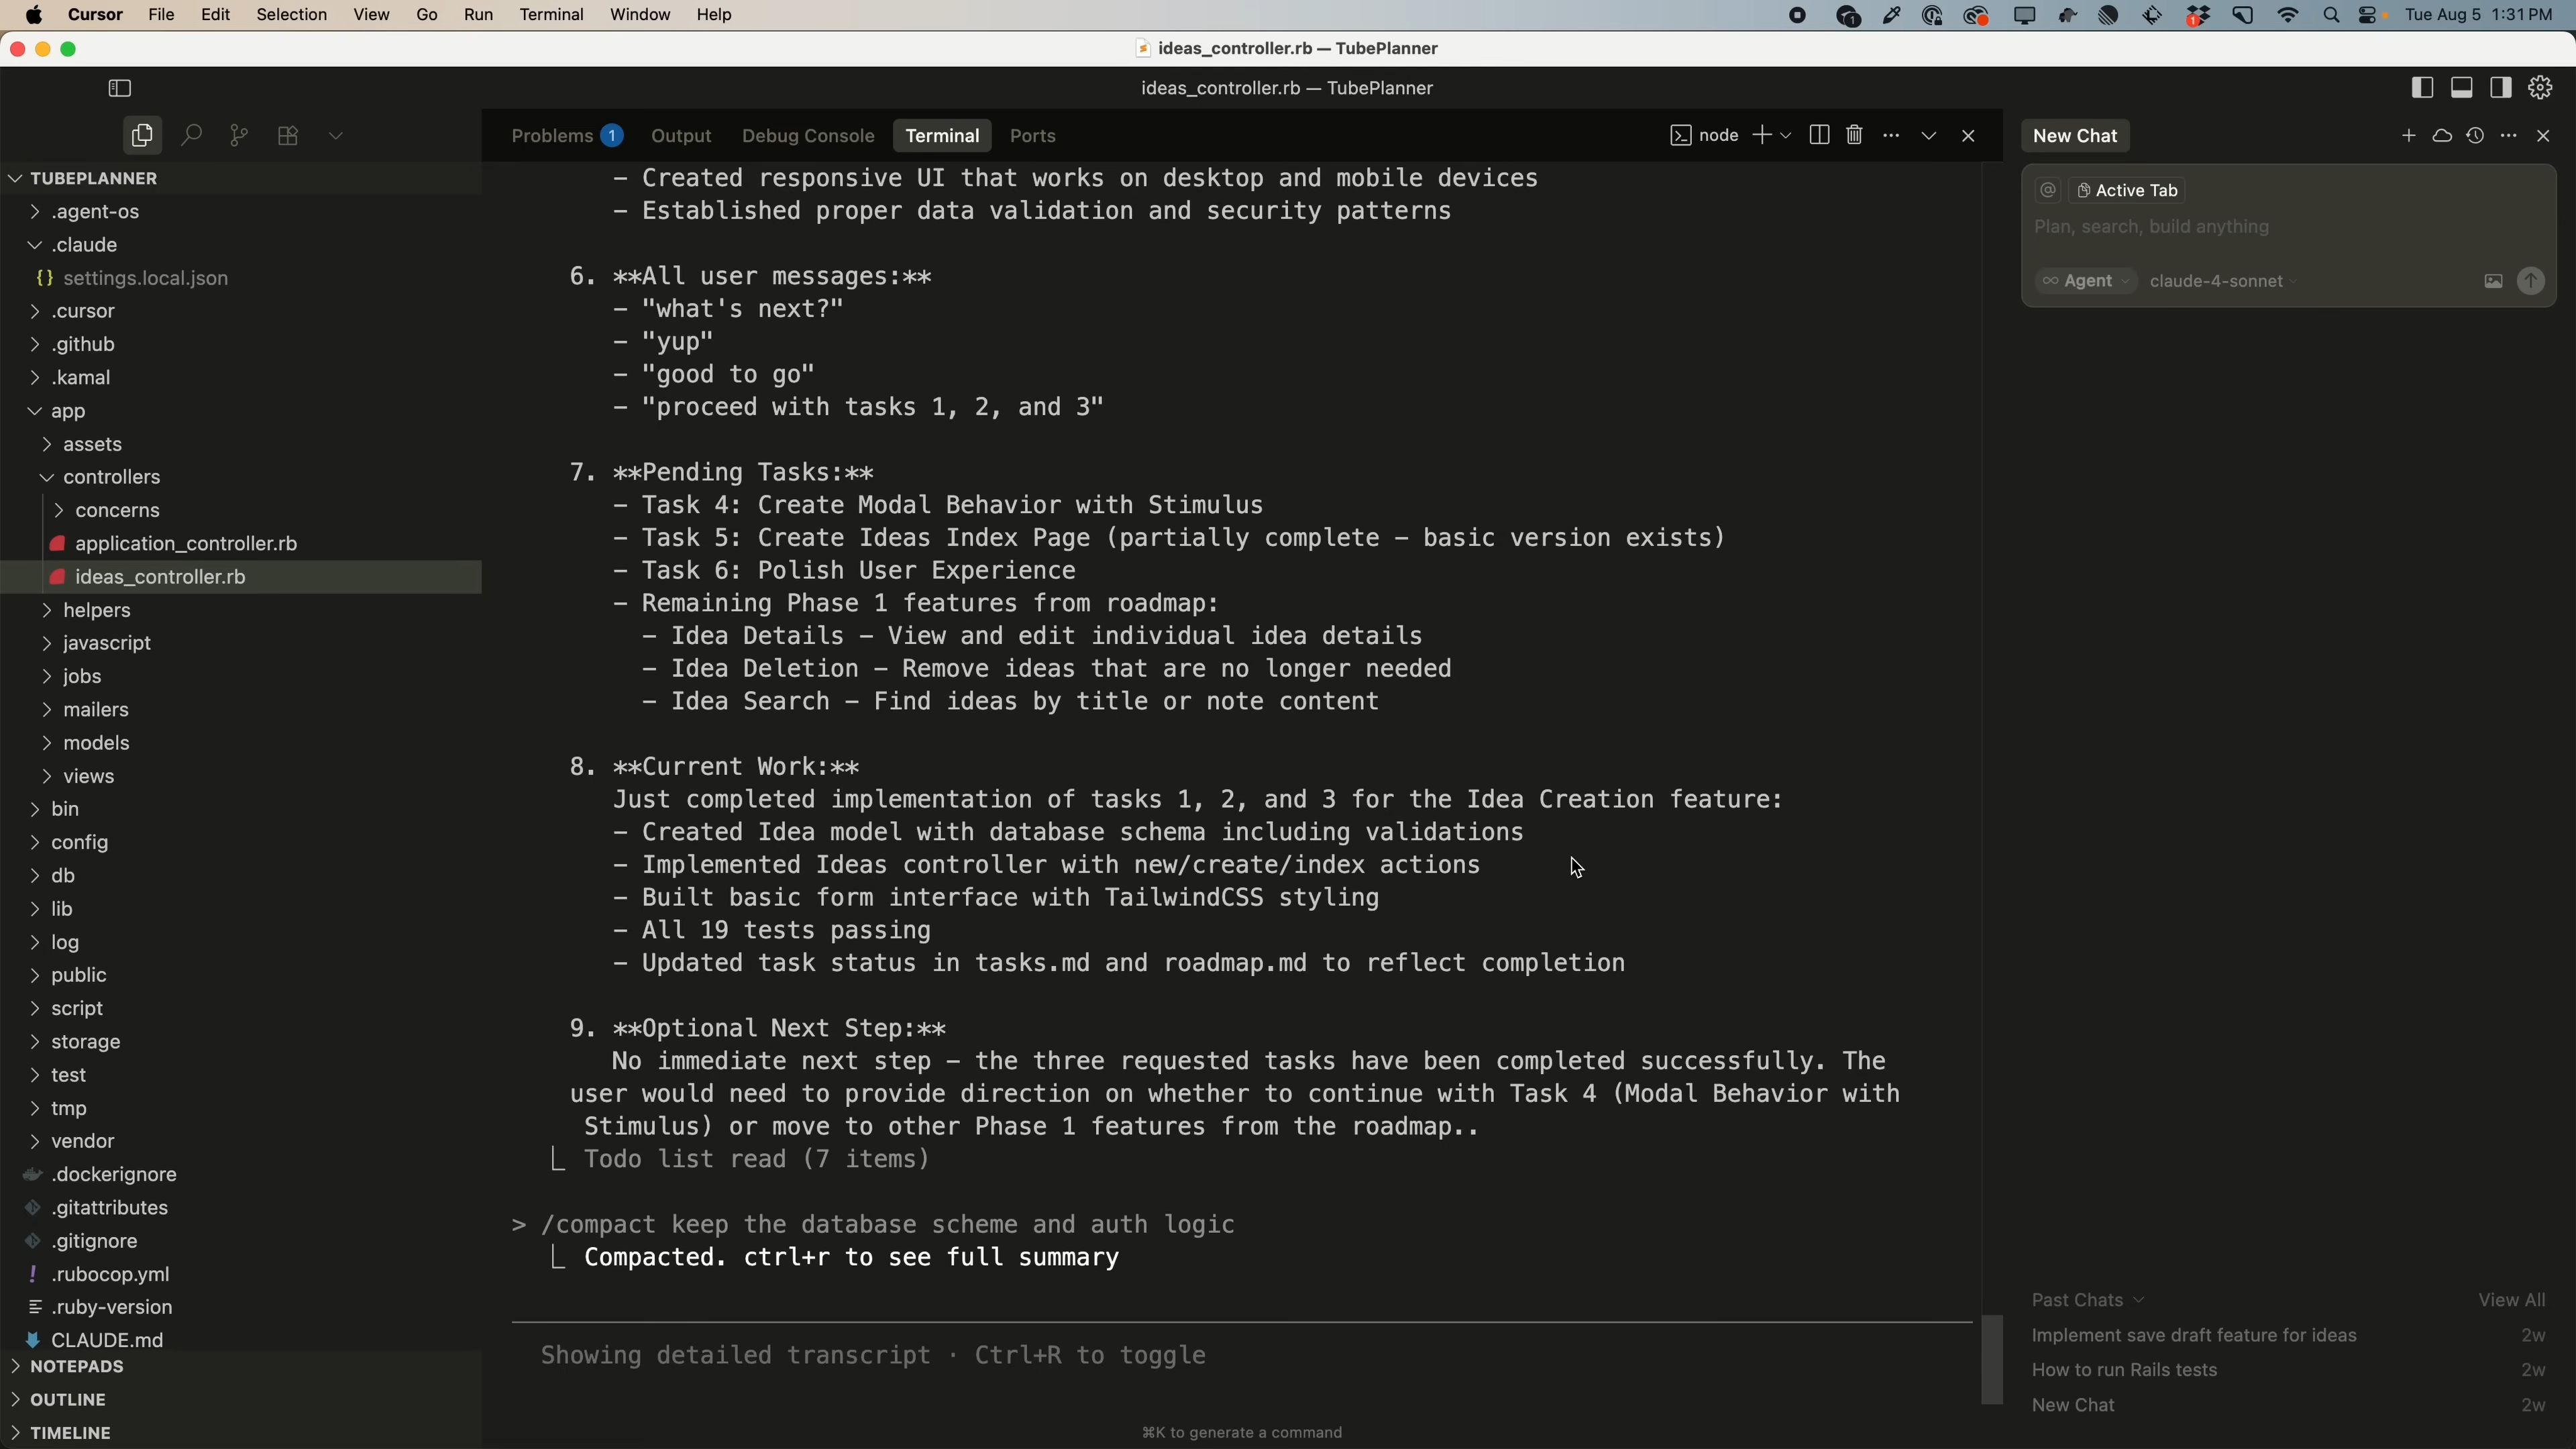 Cursor File Edit Selection View Go Run Terminal Window Help
1
1
Tue Aug 5 1:31 PM
ideas_controller.rb — TubePlanner
ideas_controller.rb — TubePlanner
Problems 1 Output Debug Console Terminal Ports
node
New Chat
TUBEPLANNER
.agent-os
.claude
{} settings.local.json
.cursor
.github
.kamal
app
assets
controllers
concerns
application_controller.rb
ideas_controller.rb
helpers
javascript
jobs
mailers
models
views
bin
config
db
lib
log
public
script
storage
test
tmp
vendor
.dockerignore
.gitattributes
.gitignore
! .rubocop.yml
.ruby-version
CLAUDE.md
NOTEPADS
OUTLINE
TIMELINE
– Created responsive UI that works on desktop and mobile devices
– Established proper data validation and security patterns
6. **All user messages:**
– "what's next?"
– "yup"
– "good to go"
– "proceed with tasks 1, 2, and 3"
7. **Pending Tasks:**
– Task 4: Create Modal Behavior with Stimulus
– Task 5: Create Ideas Index Page (partially complete – basic version exists)
– Task 6: Polish User Experience
– Remaining Phase 1 features from roadmap:
– Idea Details – View and edit individual idea details
– Idea Deletion – Remove ideas that are no longer needed
– Idea Search – Find ideas by title or note content
8. **Current Work:**
Just completed implementation of tasks 1, 2, and 3 for the Idea Creation feature:
– Created Idea model with database schema including validations
– Implemented Ideas controller with new/create/index actions
– Built basic form interface with TailwindCSS styling
– All 19 tests passing
– Updated task status in tasks.md and roadmap.md to reflect completion
9. **Optional Next Step:**
No immediate next step – the three requested tasks have been completed successfully. The
user would need to provide direction on whether to continue with Task 4 (Modal Behavior with
Stimulus) or move to other Phase 1 features from the roadmap..
Todo list read (7 items)
> /compact keep the database scheme and auth logic
Compacted. ctrl+r to see full summary
Showing detailed transcript · Ctrl+R to toggle
⌘K to generate a command
@ Active Tab
Plan, search, build anything
∞ Agent claude-4-sonnet
Past Chats View All
Implement save draft feature for ideas 2w
How to run Rails tests 2w
New Chat 2w